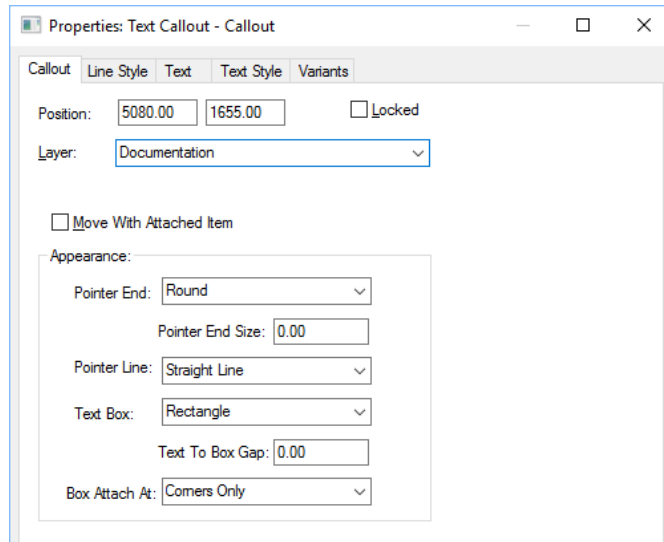 Properties: Text Callout - Callout
Callout Line Style Text Text Style Variants
Position: 5080.00 1655.00 Locked
Layer: Documentation
Move With Attached Item
Appearance:
Pointer End: Round
Pointer End Size: 0.00
Pointer Line: Straight Line
Text Box: Rectangle
Text To Box Gap: 0.00
Box Attach At: Corners Only